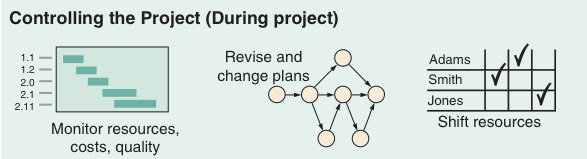 Controlling the Project (During project)
1.1
1.2
2.0
2.1
2.11
Monitor resources,
costs, quality
Revise and
change plans
Adams
Smith
Jones
Shift resources